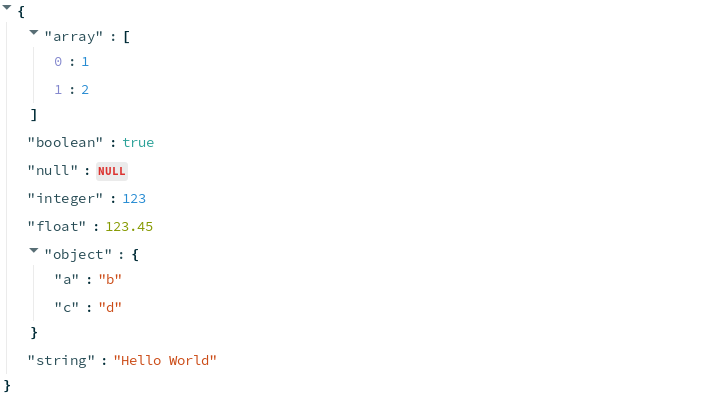 {
"array" : [
0 : 1
1 : 2
]
"boolean" : true
"null" : NULL
"integer" : 123
"float" : 123.45
"object" : {
"a" : "b"
"c" : "d"
}
"string" : "Hello World"
}